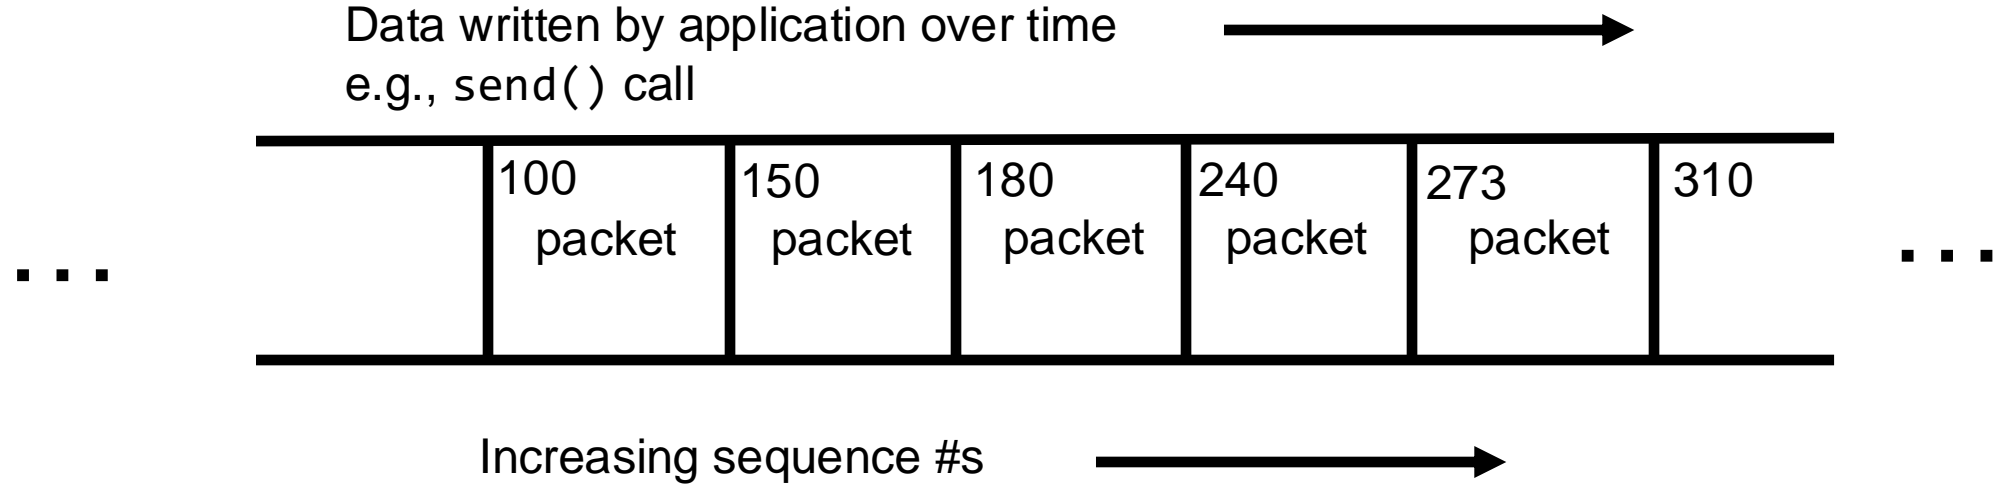 Data written by application over time
e.g., send() call
100 150 180 240 273 310
packet packet packet packet packet
... ...
Increasing sequence #s